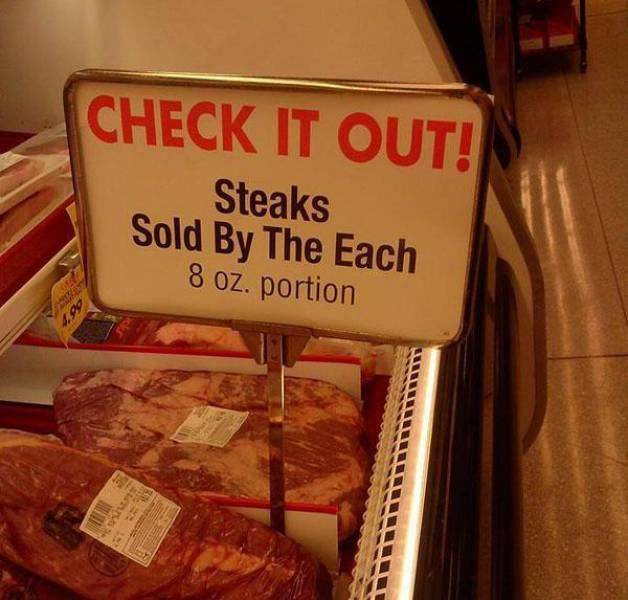 CHECK IT OUT!
Steaks
Sold By The Each
8 oz. portion
4.99